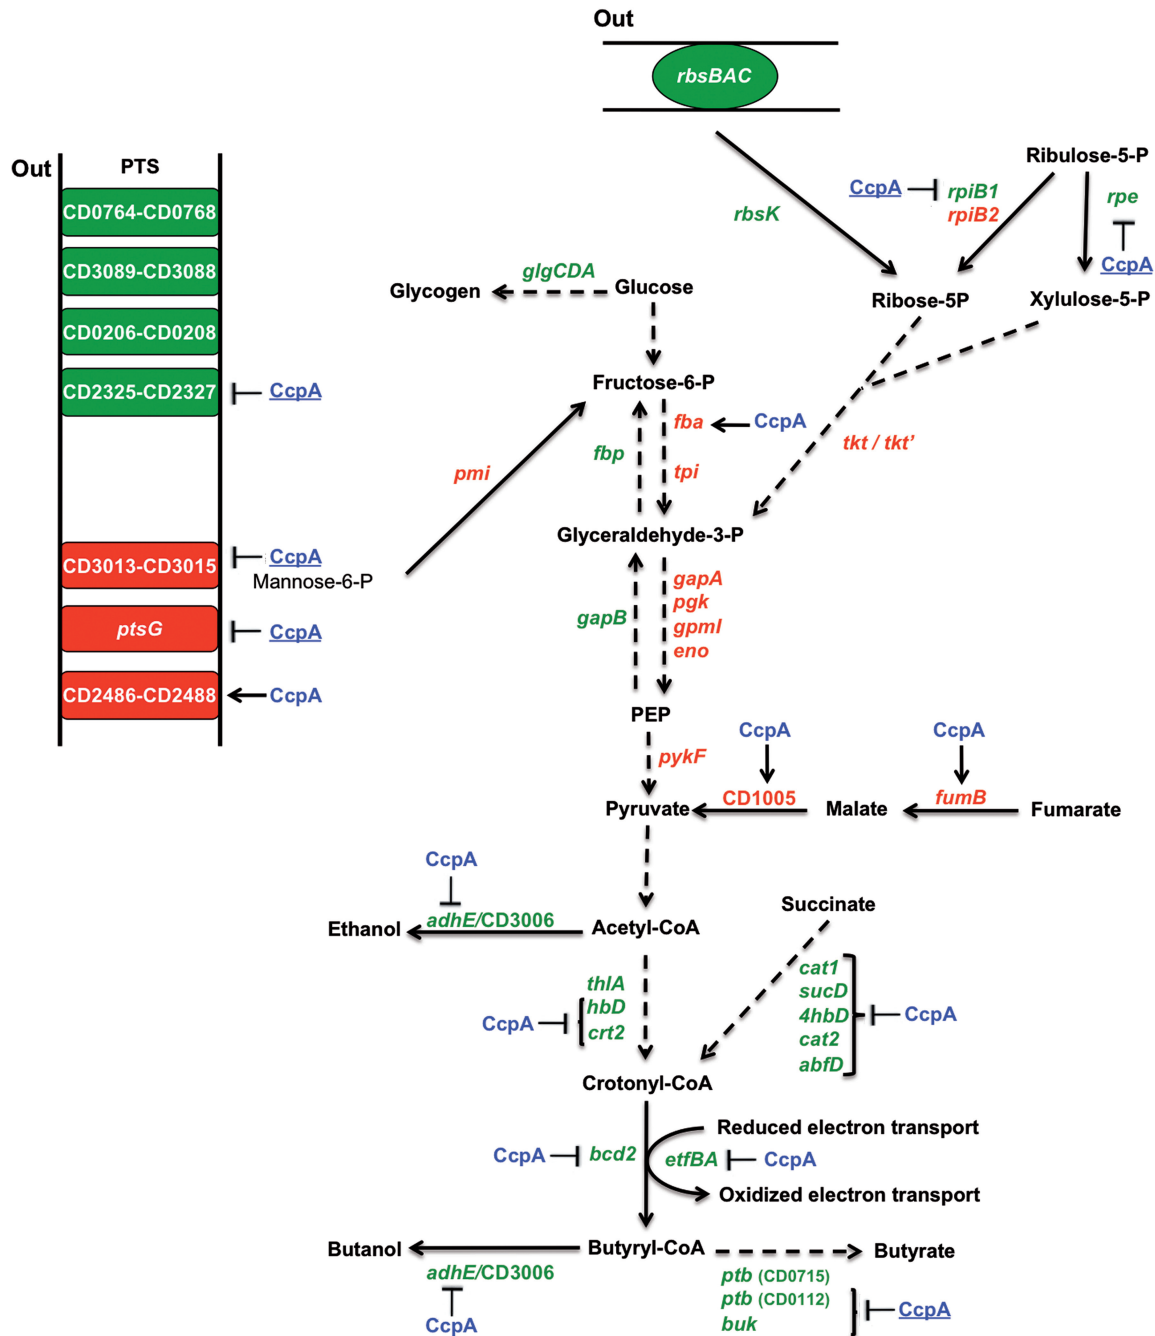 Out
rbsBAC
Out
PTS
CD0764-CD0768
CD3089-CD3088
CD0206-CD0208
CD2325-CD2327
CcpA
CD3013-CD3015
CcpA
Mannose-6-P
ptsG
CcpA
CD2486-CD2488
CcpA
Ribulose-5-P
CcpA
rpiB1
rpiB2
rpe
CcpA
rbsK
Ribose-5P
Xylulose-5-P
glgCDA
Glycogen
Glucose
Fructose-6-P
fba
CcpA
fbp
tpi
pmi
tkt / tkt’
Glyceraldehyde-3-P
gapB
gapA
pgk
gpmI
eno
PEP
pykF
CcpA
CcpA
Pyruvate
CD1005
Malate
fumB
Fumarate
CcpA
Ethanol
adhE/CD3006
Acetyl-CoA
Succinate
thlA
hbD
crt2
CcpA
cat1
sucD
4hbD
cat2
abfD
CcpA
Crotonyl-CoA
Reduced electron transport
CcpA
bcd2
etfBA
CcpA
Oxidized electron transport
Butanol
Butyryl-CoA
Butyrate
adhE/CD3006
CcpA
ptb (CD0715)
ptb (CD0112)
buk
CcpA